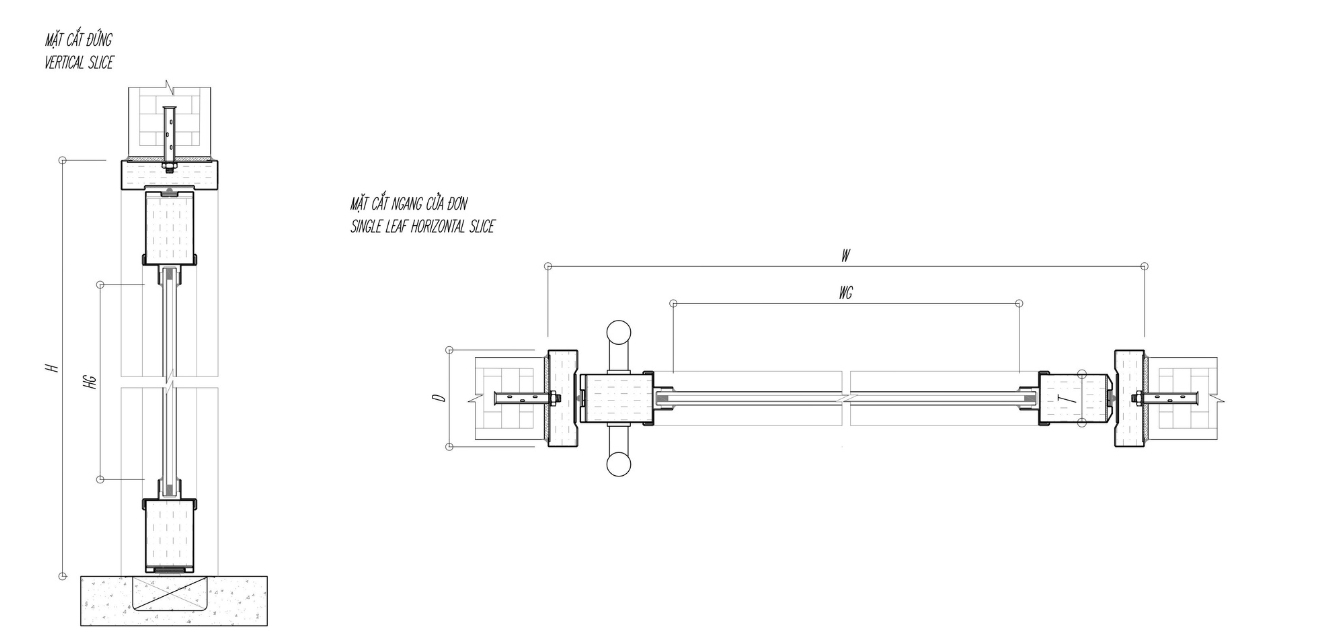 MẶT CẮT ĐỨNG
VERTICAL SLICE
MẶT CẮT NGANG CỬA ĐƠN
SINGLE LEAF HORIZONTAL SLICE
W
WG
H
HG
D
T